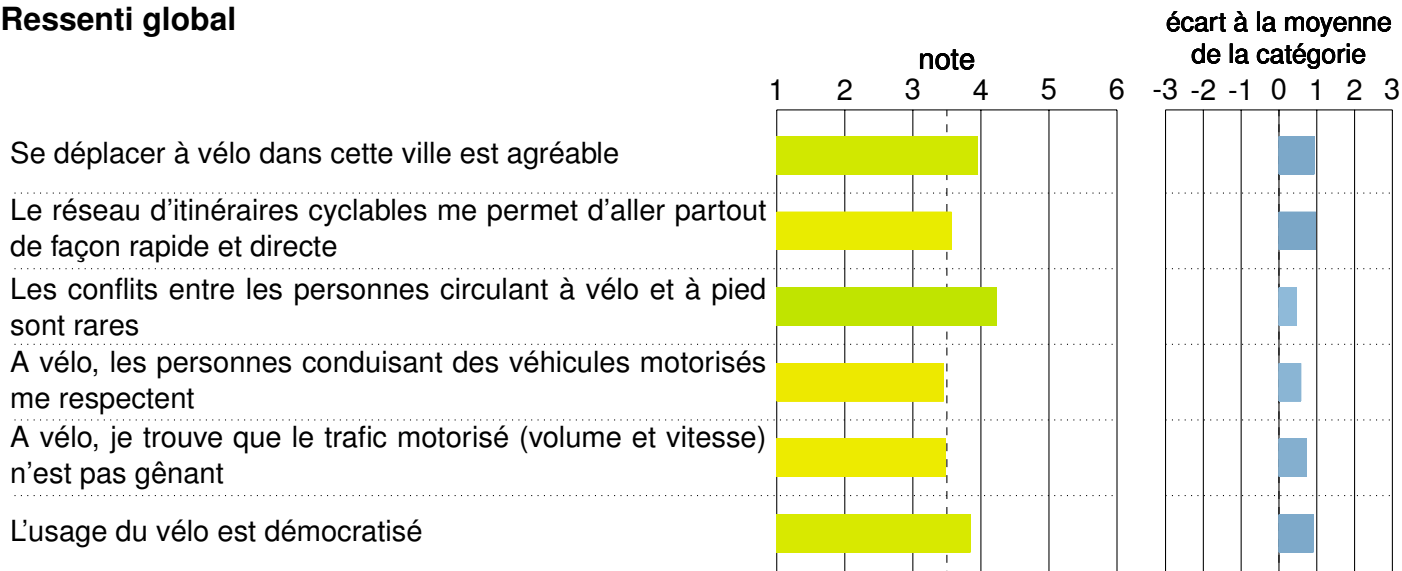 Ressenti global
écart à la moyenne
de la catégorie
note
1 2 3 4 5 6
-3 -2 -1 0 1 2 3
Se déplacer à vélo dans cette ville est agréable
Le réseau d'itinéraires cyclables me permet d'aller partout
de façon rapide et directe
Les conflits entre les personnes circulant à vélo et à pied
sont rares
A vélo, les personnes conduisant des véhicules motorisés
me respectent
A vélo, je trouve que le trafic motorisé (volume et vitesse)
n'est pas gênant
L'usage du vélo est démocratisé